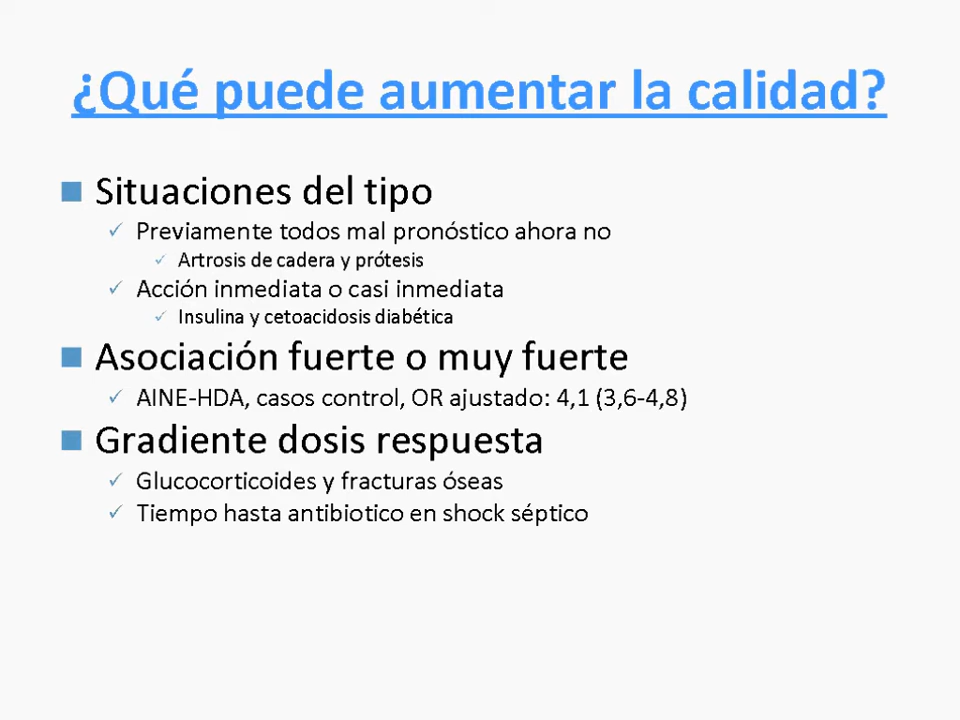 ¿Qué puede aumentar la calidad?
Situaciones del tipo
Previamente todos mal pronóstico ahora no
Artrosis de cadera y prótesis
Acción inmediata o casi inmediata
Insulina y cetoacidosis diabética
Asociación fuerte o muy fuerte
AINE-HDA, casos control, OR ajustado: 4,1 (3,6-4,8)
Gradiente dosis respuesta
Glucocorticoides y fracturas óseas
Tiempo hasta antibiotico en shock séptico